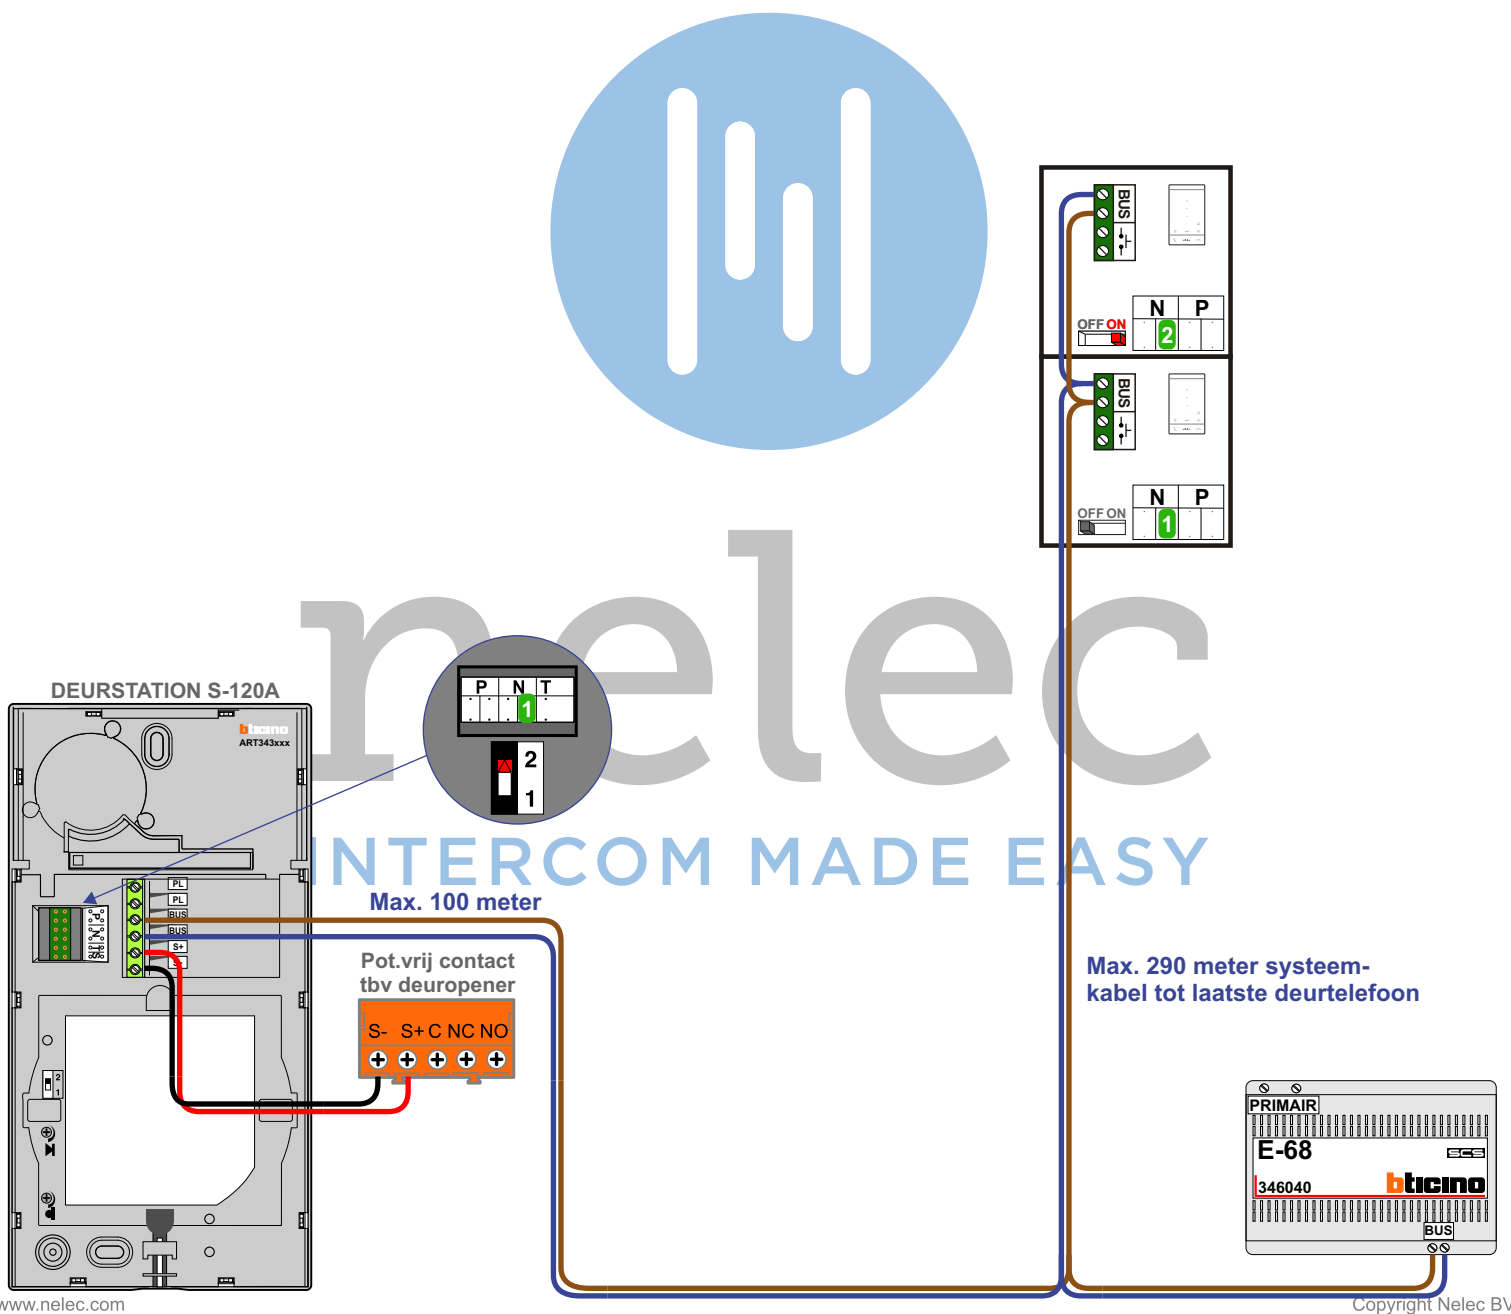 BUS
OFF ON
N P
2
BUS
OFF ON
N P
1
nelec
INTERCOM MADE EASY
DEURSTATION S-120A
bticino
ART343xxx
P N T
1
2
1
PL
PL
BUS
BUS
S+
P N T S
Max. 100 meter
Pot.vrij contact
tbv deuropener
S- S+ C NC NO
2
1
Max. 290 meter systeem-
kabel tot laatste deurtelefoon
PRIMAIR
E-68
SCS
346040
bticino
BUS
www.nelec.com
Copyright Nelec BV